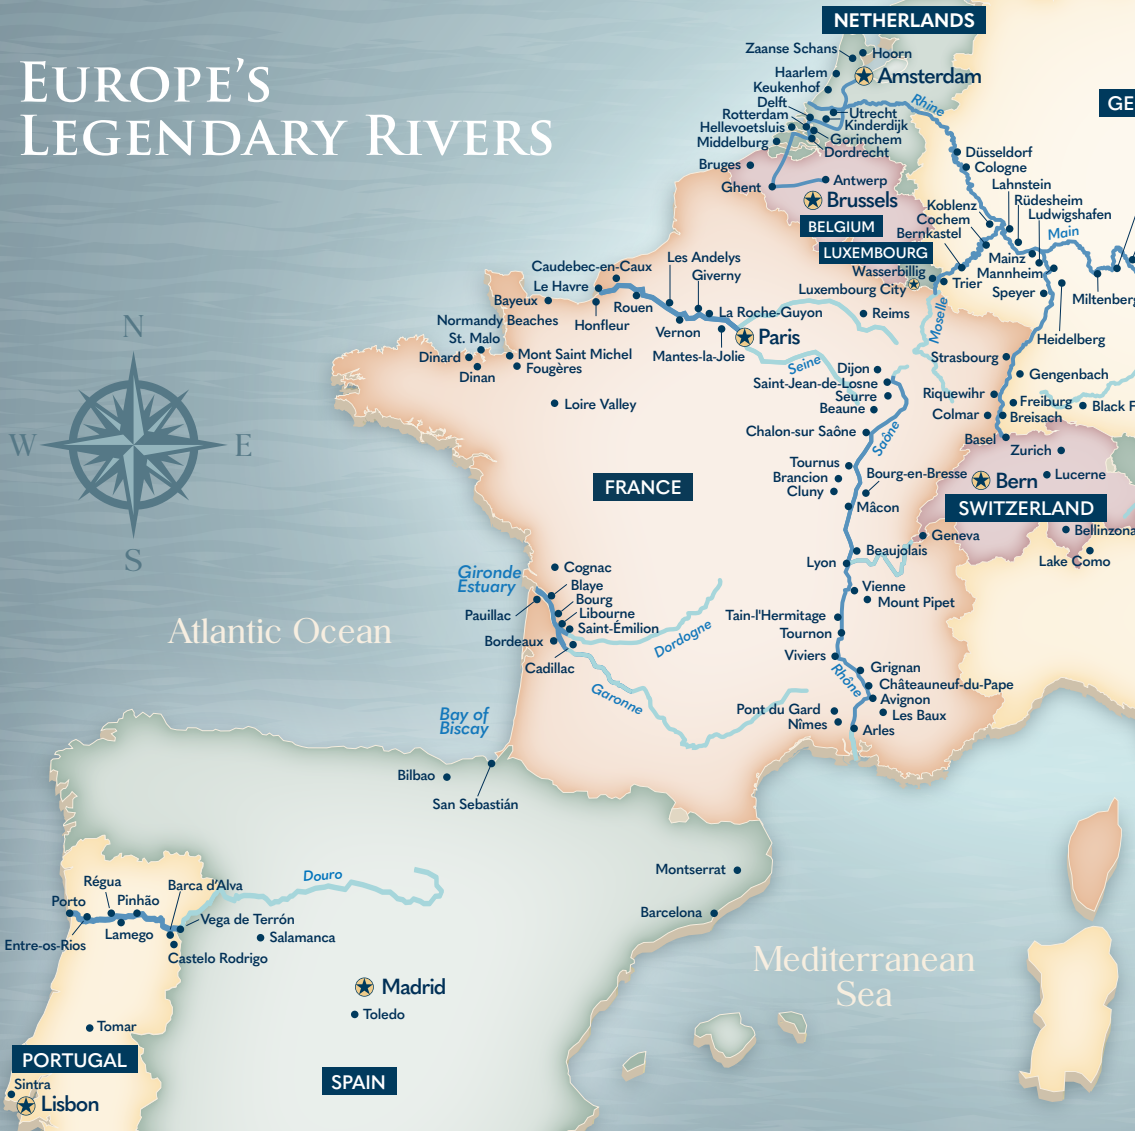 EUROPE'S
LEGENDARY RIVERS
NETHERLANDS
Zaanse Schans
Hoorn
Haarlem
Amsterdam
Keukenhof
Delft
Rhine
GE
Rotterdam
Utrecht
Hellevoetsluis
Kinderdijk
Middelburg
Gorinchem
Dordrecht
Düsseldorf
Bruges
Cologne
Ghent
Antwerp
Lahnstein
Brussels
Koblenz
Rüdesheim
BELGIUM
Cochem
Ludwigshafen
Bernkastel
Main
LUXEMBOURG
Mainz
Wasserbillig
Mannheim
Luxembourg City
Trier
Speyer
Miltenberg
Caudebec-en-Caux
Les Andelys
Le Havre
Giverny
Bayeux
Rouen
La Roche-Guyon
Reims
Moselle
Normandy Beaches
Honfleur
Vernon
Paris
Heidelberg
St. Malo
Mantes-la-Jolie
Dinard
Mont Saint Michel
Seine
Strasbourg
Dinan
Fougères
Dijon
Gengenbach
Saint-Jean-de-Losne
Seurre
Riquewihr
Loire Valley
Beaune
Freiburg
Black F
Colmar
Breisach
Chalon-sur Saône
Saône
Basel
Zurich
N
W
E
S
Tournus
Bourg-en-Bresse
Lucerne
Brancion
Bern
FRANCE
Cluny
Mâcon
SWITZERLAND
Geneva
Bellinzona
Beaujolais
Lyon
Lake Como
Gironde
Estuary
Cognac
Blaye
Vienne
Bourg
Mount Pipet
Pauillac
Libourne
Tain-l'Hermitage
Saint-Émilion
Atlantic Ocean
Tournon
Bordeaux
Dordogne
Viviers
Cadillac
Grignan
Rhône
Châteauneuf-du-Pape
Garonne
Avignon
Pont du Gard
Les Baux
Bay of
Biscay
Nîmes
Arles
Bilbao
San Sebastián
Montserrat
Douro
Régua
Barca d'Alva
Porto
Pinhão
Barcelona
Vega de Terrón
Entre-os-Rios
Lamego
Salamanca
Castelo Rodrigo
Mediterranean
Sea
Madrid
Toledo
Tomar
PORTUGAL
SPAIN
Sintra
Lisbon